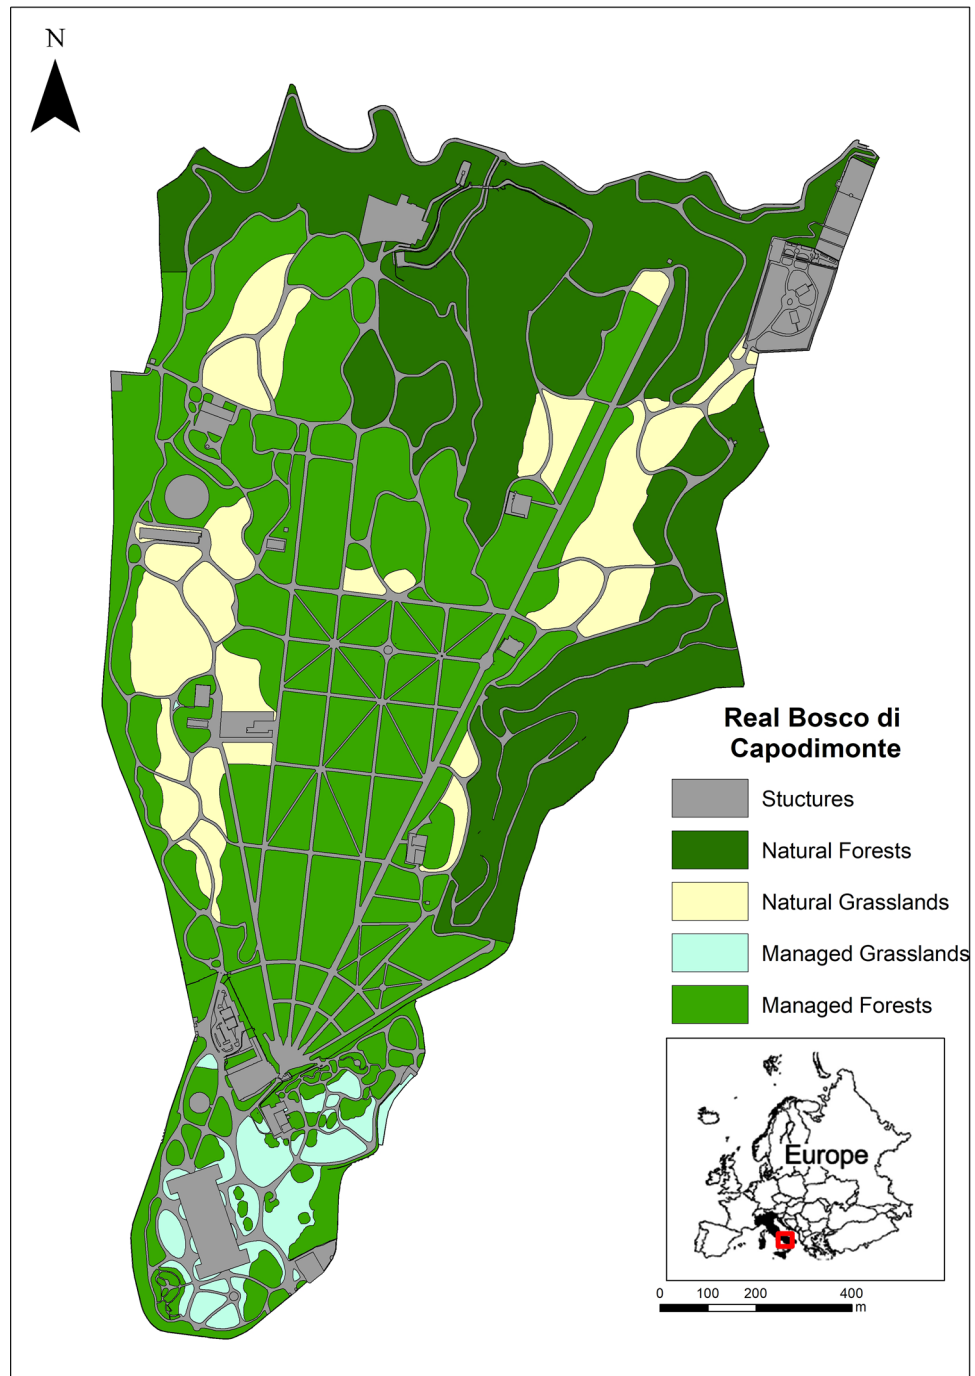 N
Real Bosco di
Capodimonte
Stuctures
Natural Forests
Natural Grasslands
Managed Grasslands
Managed Forests
Europe
0 100 200 400
m